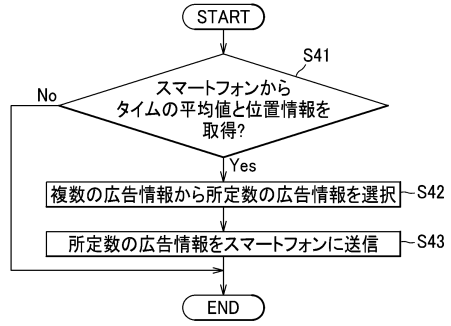 START
S41
スマートフォンから
タイムの平均値と位置情報を
取得?
No
Yes
複数の広告情報から所定数の広告情報を選択
S42
所定数の広告情報をスマートフォンに送信
S43
END